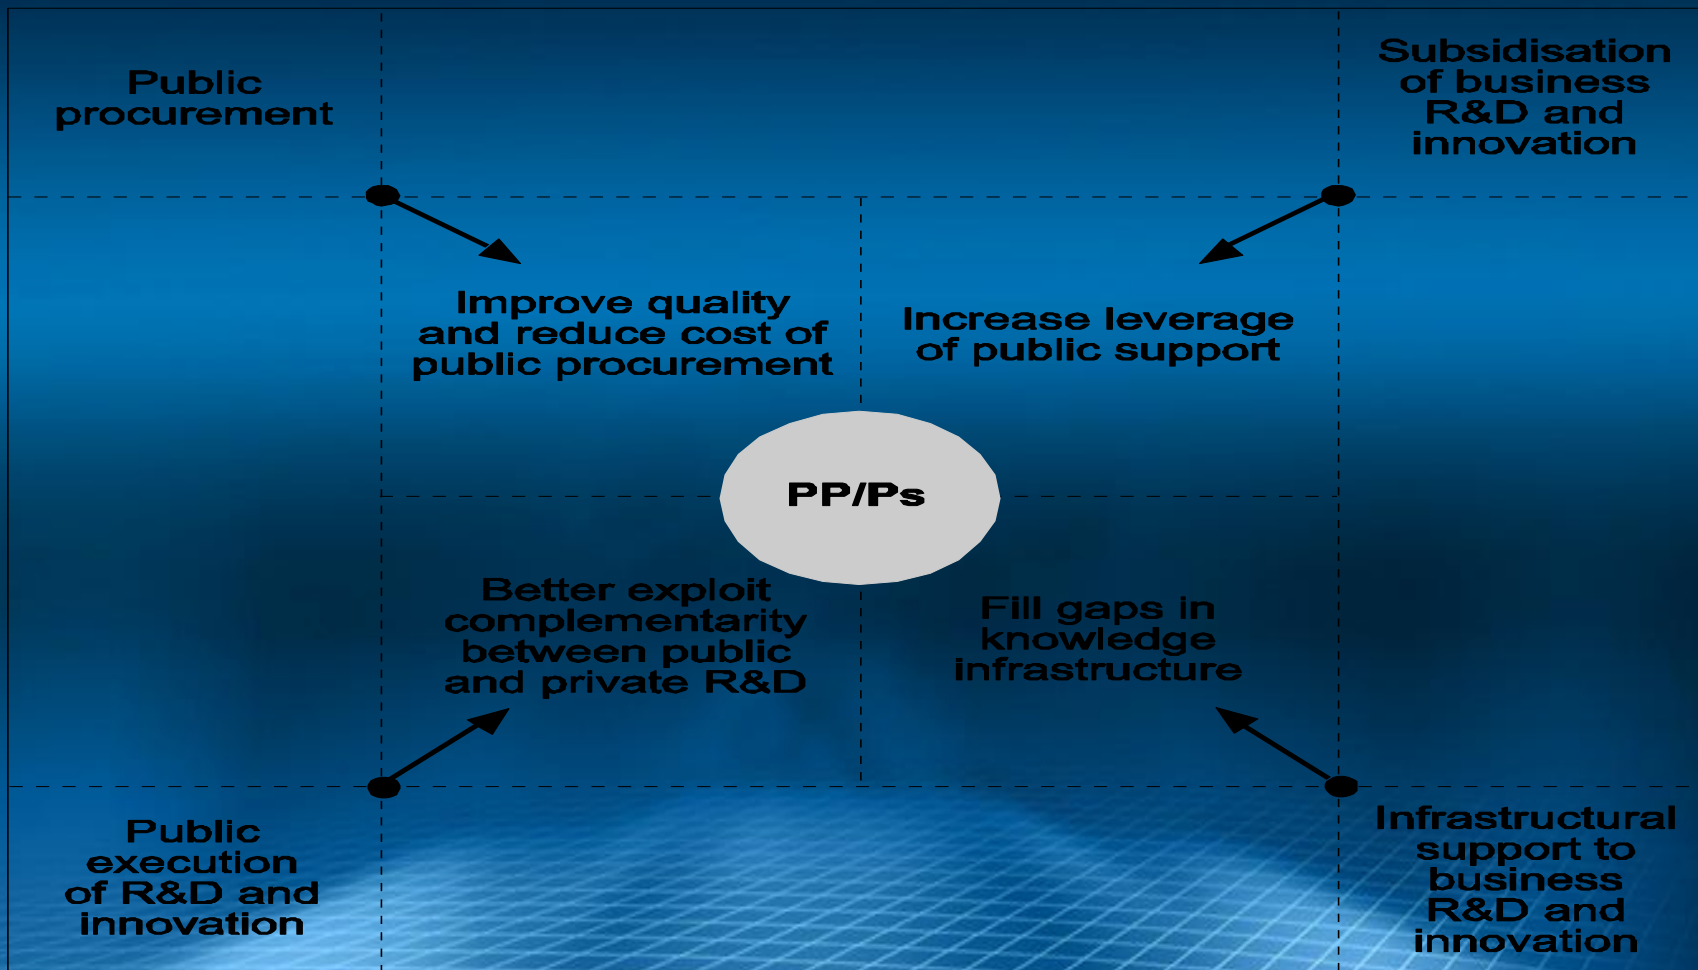 Public
procurement
Subsidisation
of business
R&D and
innovation
Improve quality
and reduce cost of
public procurement
Increase leverage
of public support
PP/Ps
Better exploit
complementarity
between public
and private R&D
Fill gaps in
knowledge
infrastructure
Public
execution
of R&D and
innovation
Infrastructural
support to
business
R&D and
innovation